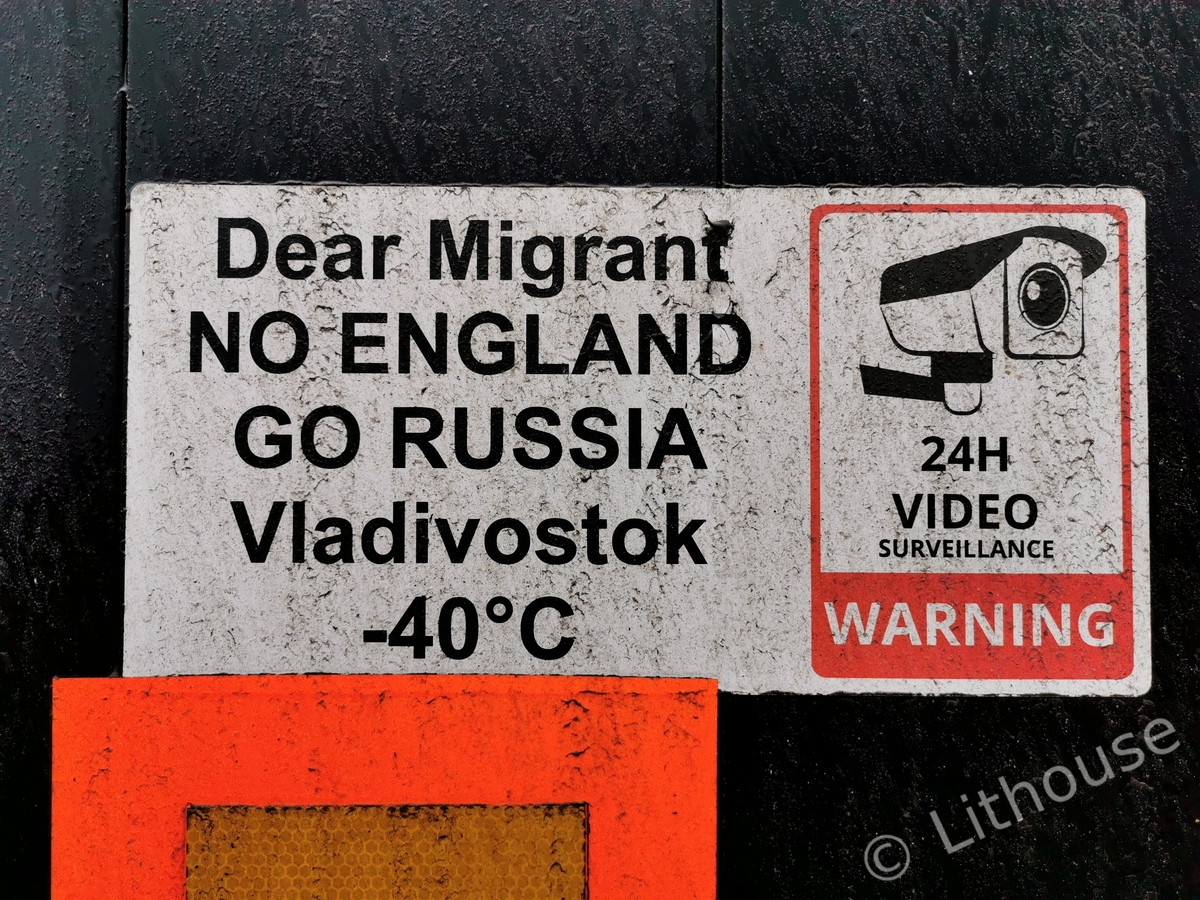 Dear Migrant
NO ENGLAND
GO RUSSIA
Vladivostok
-40°C
24H
VIDEO
SURVEILLANCE
WARNING
© Lithouse